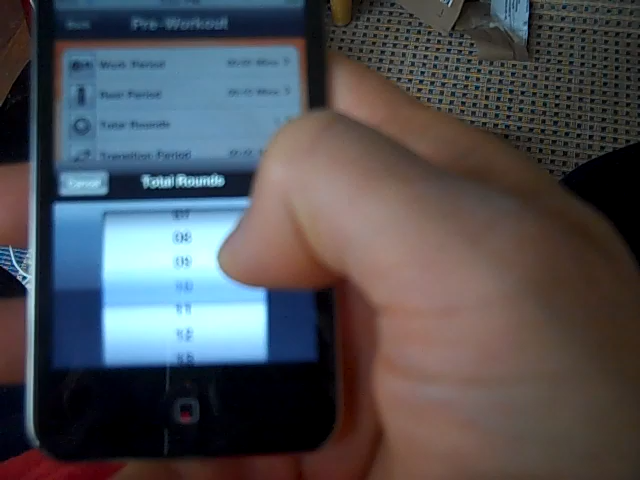 Pre-Workout
Work Period
Rest Period
Total Rounds
Transition Period
Cancel
Total Rounds
07
08
09
10
11
12
13